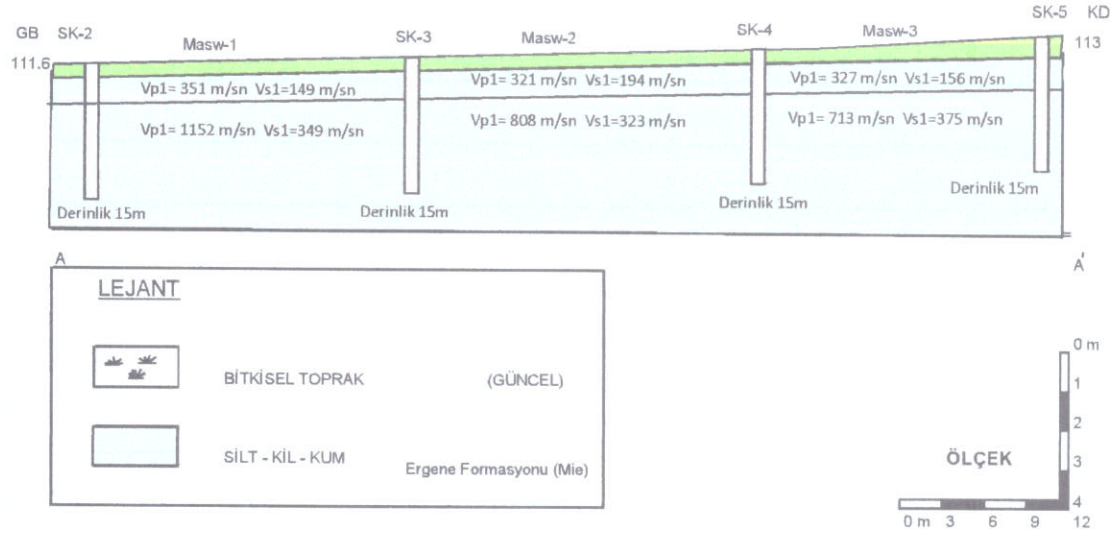 GB SK-2 Masw-1 SK-3 Masw-2 SK-4 Masw-3 SK-5 KD
111.6 113
Vp1= 351 m/sn Vs1=149 m/sn Vp1= 321 m/sn Vs1=194 m/sn Vp1= 327 m/sn Vs1=156 m/sn
Vp1= 1152 m/sn Vs1=349 m/sn Vp1= 808 m/sn Vs1=323 m/sn Vp1= 713 m/sn Vs1=375 m/sn
Derinlik 15m Derinlik 15m Derinlik 15m Derinlik 15m
A A'
LEJANT
BİTKİSEL TOPRAK (GÜNCEL)
SİLT - KİL - KUM Ergene Formasyonu (Mie)
ÖLÇEK
0 m
1
2
3
4
0 m 3 6 9 12